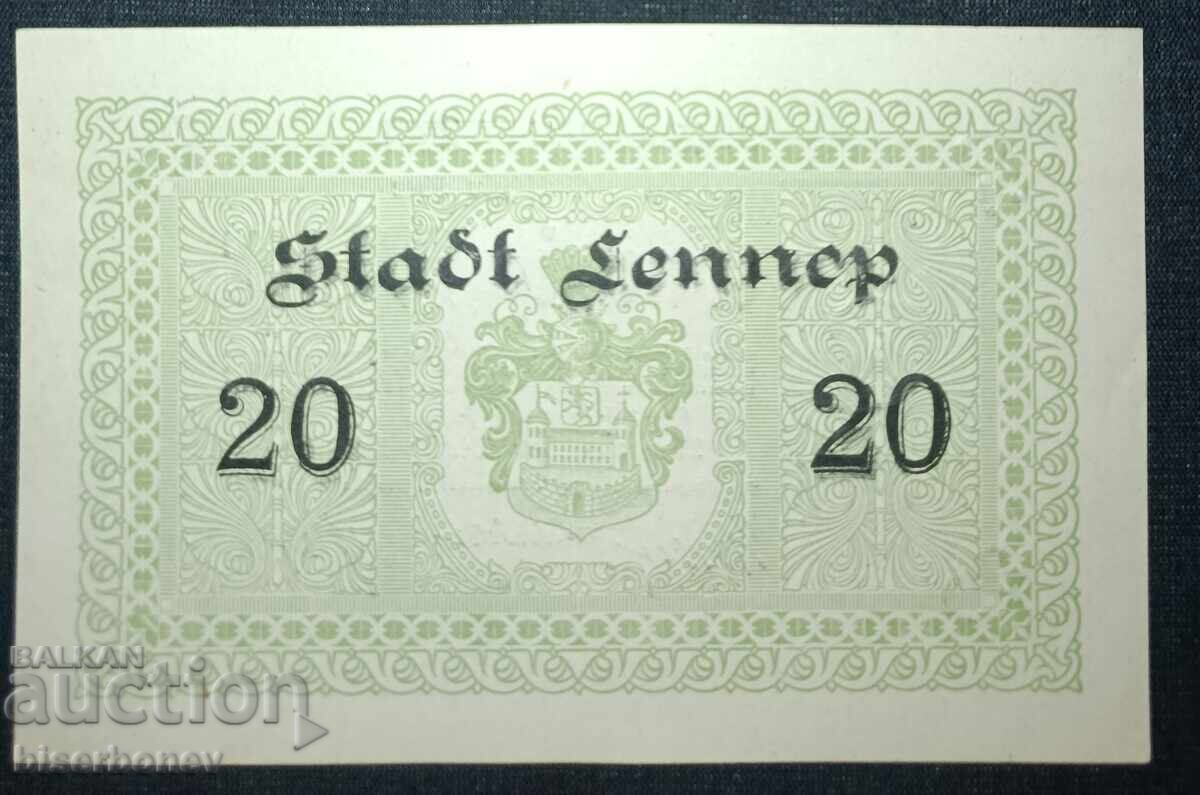 Stadt Lennep
20 20
BALKAN
auction
biserbonev